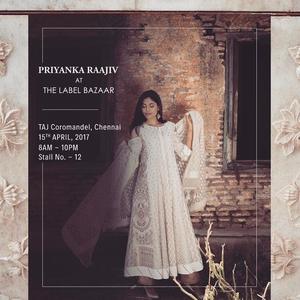 PRIYANKA RAAJIV
AT
THE LABEL BAZAAR
TAJ Coromandel, Chennai
15TH APRIL, 2017
8AM – 10PM
Stall No. – 12